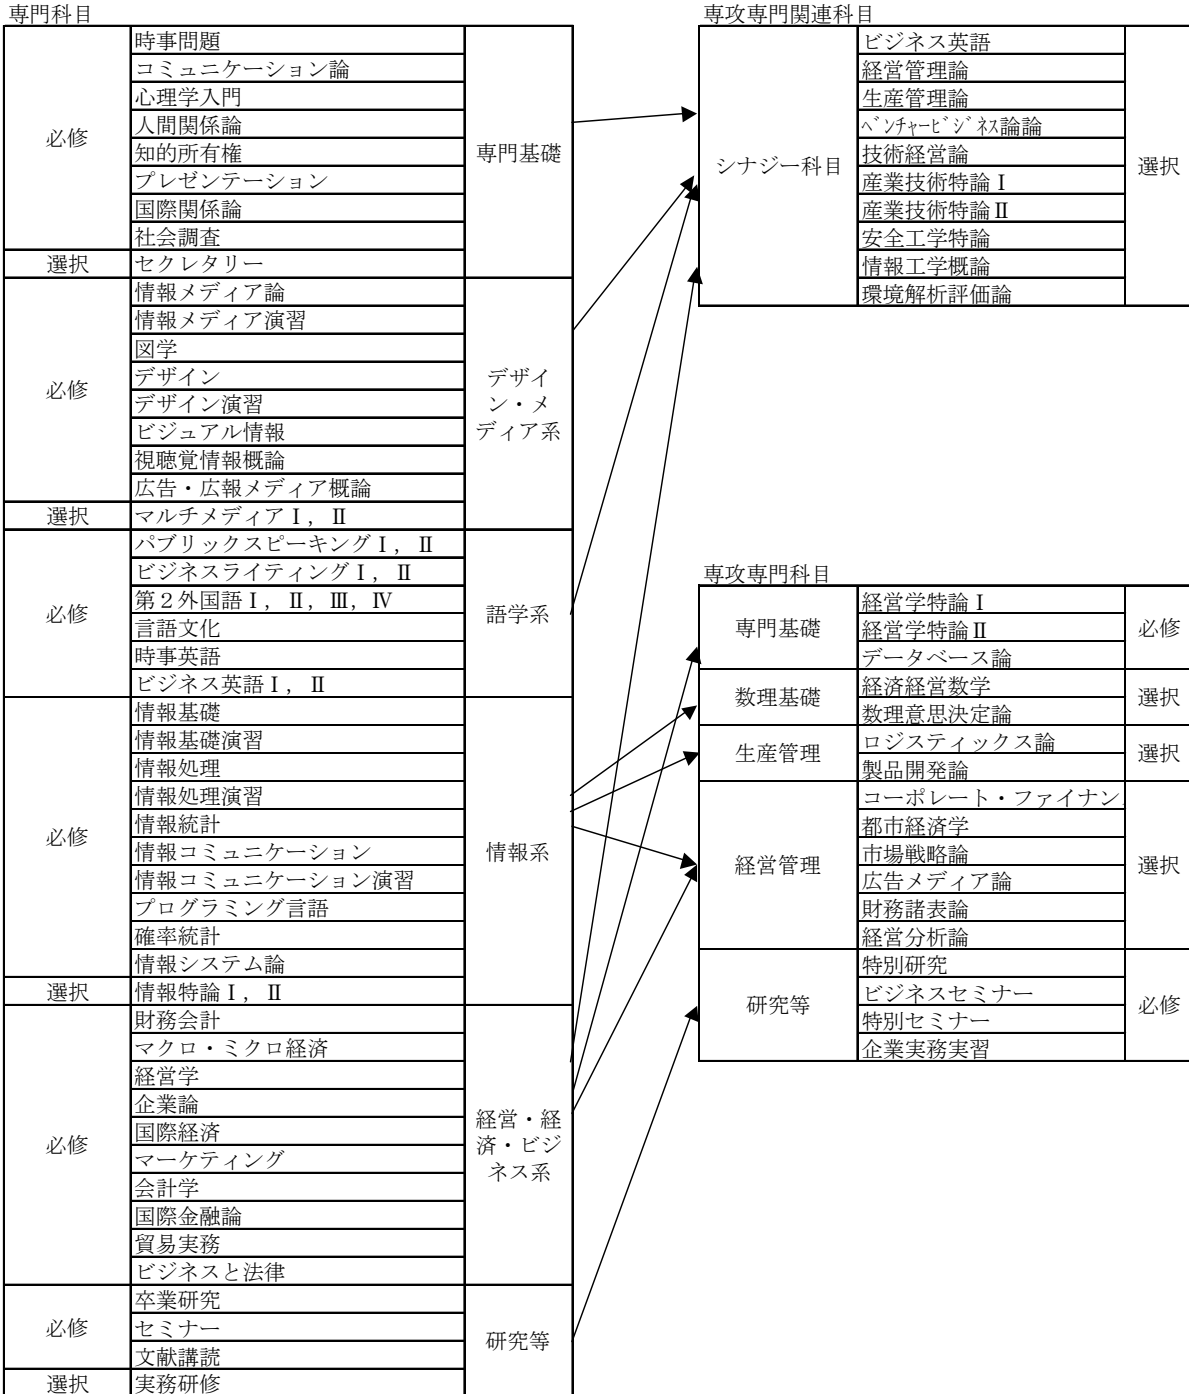 専門科目
必修
時事問題
コミュニケーション論
心理学入門
人間関係論
知的所有権
プレゼンテーション
国際関係論
社会調査
選択
セクレタリー
専門基礎
必修
情報メディア論
情報メディア演習
図学
デザイン
デザイン演習
ビジュアル情報
視聴覚情報概論
広告・広報メディア概論
選択
マルチメディアⅠ，Ⅱ
デザイ
ン・メ
ディア系
必修
パブリックスピーキングⅠ，Ⅱ
ビジネスライティングⅠ，Ⅱ
第２外国語Ⅰ，Ⅱ，Ⅲ，Ⅳ
言語文化
時事英語
ビジネス英語Ⅰ，Ⅱ
語学系
必修
情報基礎
情報基礎演習
情報処理
情報処理演習
情報統計
情報コミュニケーション
情報コミュニケーション演習
プログラミング言語
確率統計
情報システム論
選択
情報特論Ⅰ，Ⅱ
情報系
必修
財務会計
マクロ・ミクロ経済
経営学
企業論
国際経済
マーケティング
会計学
国際金融論
貿易実務
ビジネスと法律
経営・経
済・ビジ
ネス系
必修
卒業研究
セミナー
文献講読
選択
実務研修
研究等
専攻専門関連科目
シナジー科目
ビジネス英語
経営管理論
生産管理論
ﾍﾞﾝﾁｬｰﾋﾞｼﾞﾈｽ論論
技術経営論
産業技術特論Ⅰ
産業技術特論Ⅱ
安全工学特論
情報工学概論
環境解析評価論
選択
専攻専門科目
専門基礎
経営学特論Ⅰ
経営学特論Ⅱ
データベース論
必修
数理基礎
経済経営数学
数理意思決定論
選択
生産管理
ロジスティックス論
製品開発論
選択
経営管理
コーポレート・ファイナン
都市経済学
市場戦略論
広告メディア論
財務諸表論
経営分析論
選択
研究等
特別研究
ビジネスセミナー
特別セミナー
企業実務実習
必修